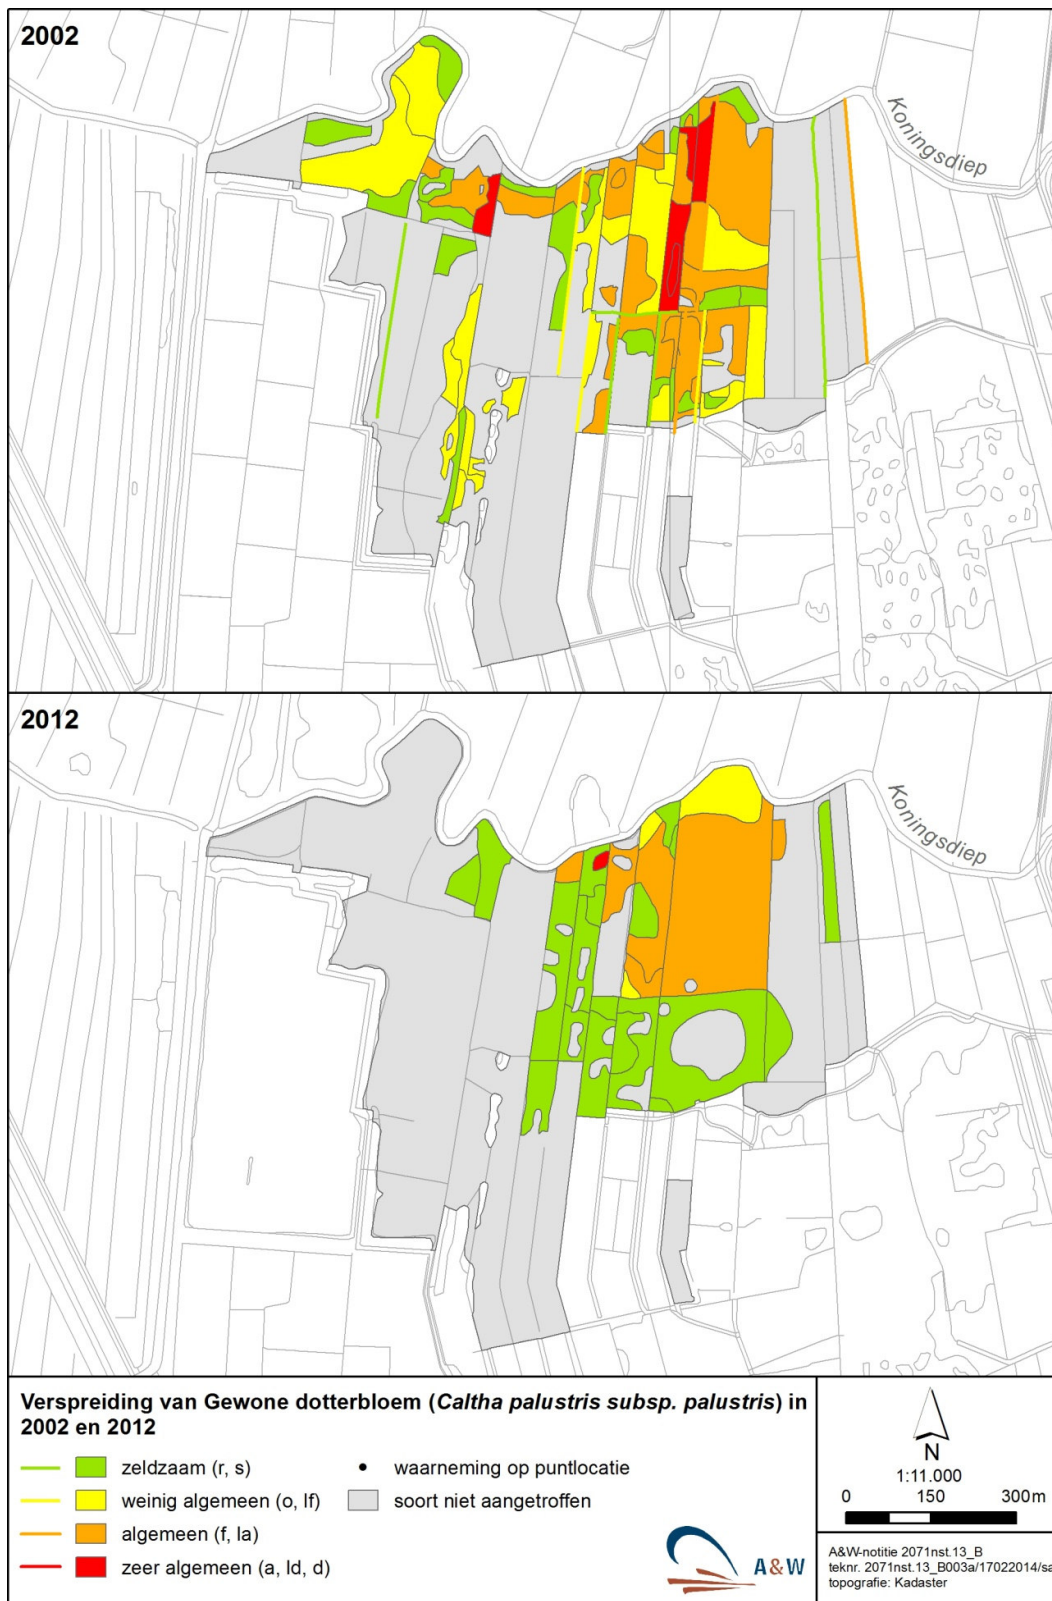 2002
Koningsdiep
2012
Koningsdiep
Verspreiding van Gewone dotterbloem (Caltha palustris subsp. palustris) in
2002 en 2012
zeldzaam (r, s)
weinig algemeen (o, lf)
algemeen (f, la)
zeer algemeen (a, ld, d)
waarneming op puntlocatie
soort niet aangetroffen
A&W
N
1:11.000
0 150 300 m
A&W-notitie 2071nst.13_B
teknr. 2071nst.13_B003a/17022014/sa
topografie: Kadaster